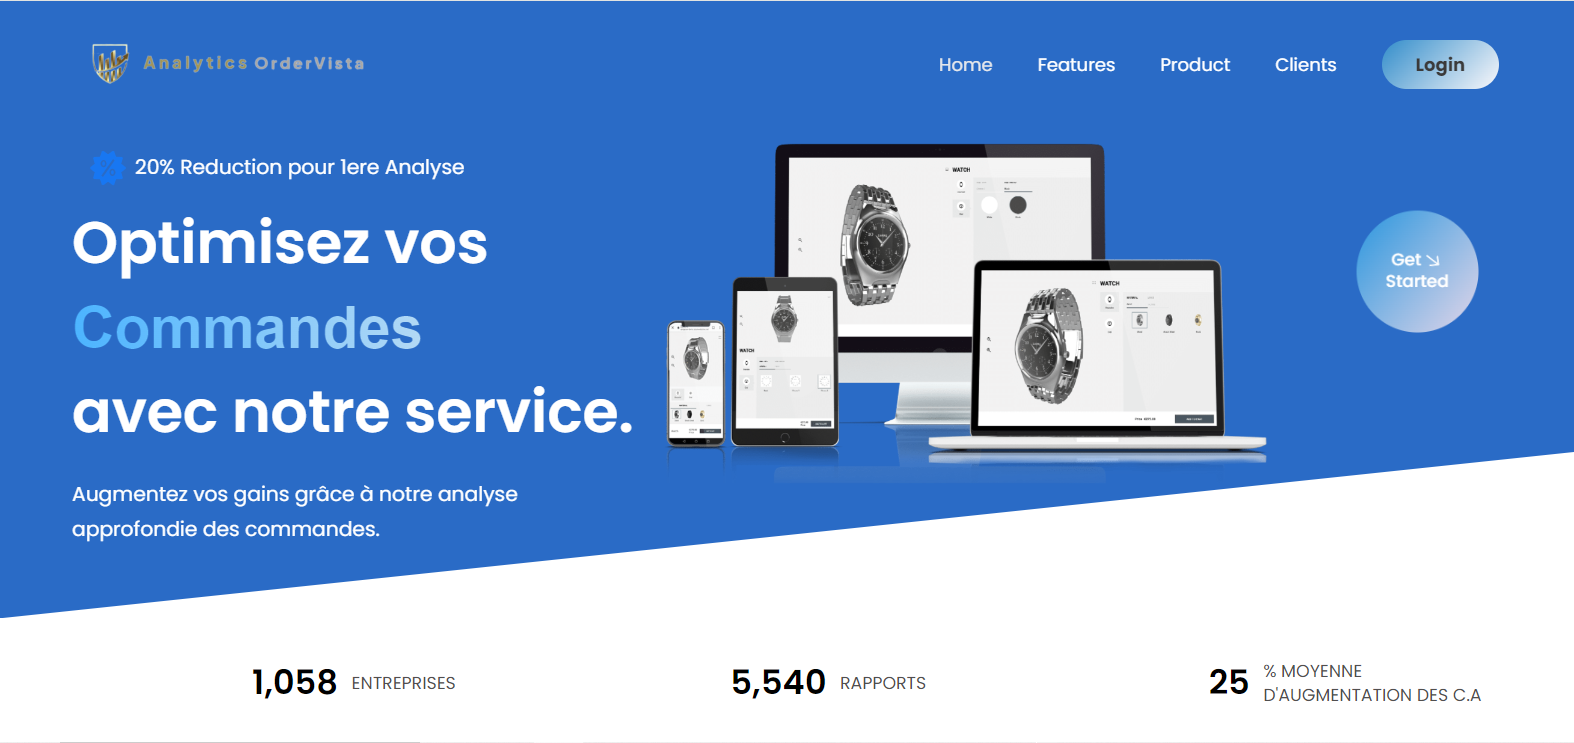 Analytics OrderVista
Home
Features
Product
Clients
Login
20% Reduction pour 1ere Analyse
Optimisez vos
Commandes
avec notre service.
Augmentez vos gains grâce à notre analyse
approfondie des commandes.
WATCH
WATCH
WATCH
Get ↘
Started
1,058 ENTREPRISES
5,540 RAPPORTS
25 % MOYENNE
D'AUGMENTATION DES C.A